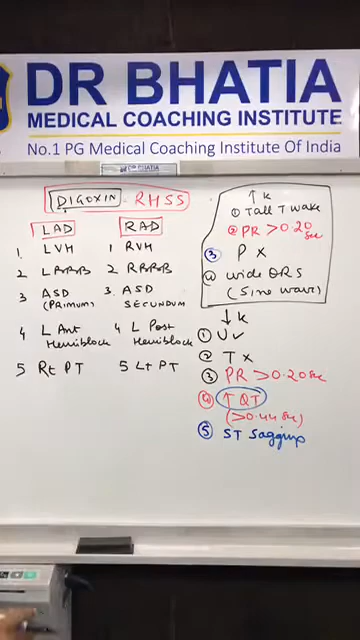 DR BHATIA
MEDICAL COACHING INSTITUTE
No.1 PG Medical Coaching Institute Of India
DR BHATIA
DIGOXIN - RHSS
LAD
1. LVH
2 LBBB
3 ASD
(PRIMUM)
4 L Ant
Hemiblock
5 Rt PT
RAD
1 RVH
2 RBBB
3. ASD
SECUNDUM
4 L Post
Hemiblock
5 Lt PT
↑ K
① Tall T wave
② PR > 0.20 sec
③ P x
④ wide QRS
(Sine wave)
↓ K
① U ✓
② T x
③ PR > 0.20 sec
④ ↑ QT
(> 0.44 sec)
⑤ ST sagging